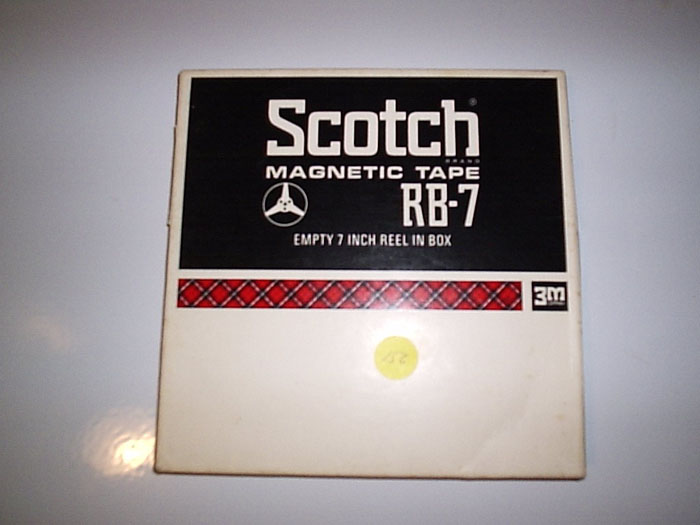 Scotch®
BRAND
MAGNETIC TAPE
RB-7
EMPTY 7 INCH REEL IN BOX
3M